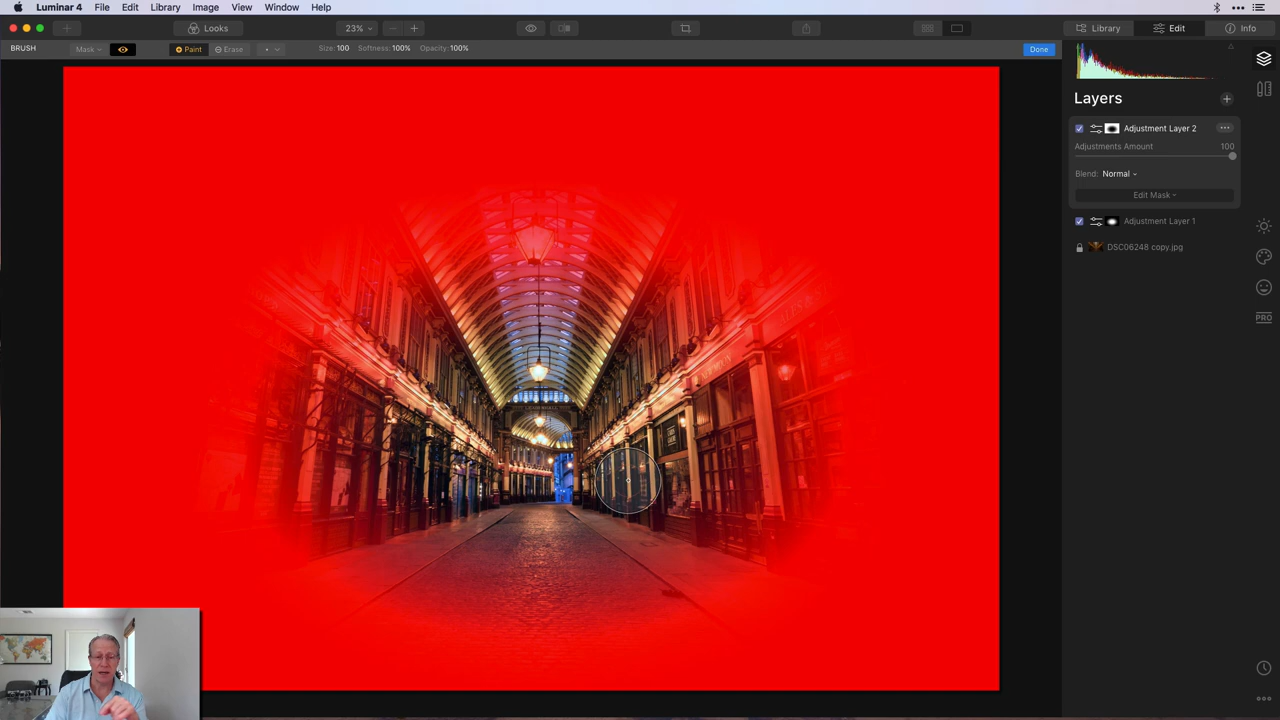 Luminar 4 File Edit Library Image View Window Help
Looks 23% Library Edit Info
BRUSH Mask Paint Erase Size: 100 Softness: 100% Opacity: 100% Done
Layers
Adjustment Layer 2
Adjustments Amount 100
Blend: Normal
Edit Mask
Adjustment Layer 1
DSC06248 copy.jpg
PRO